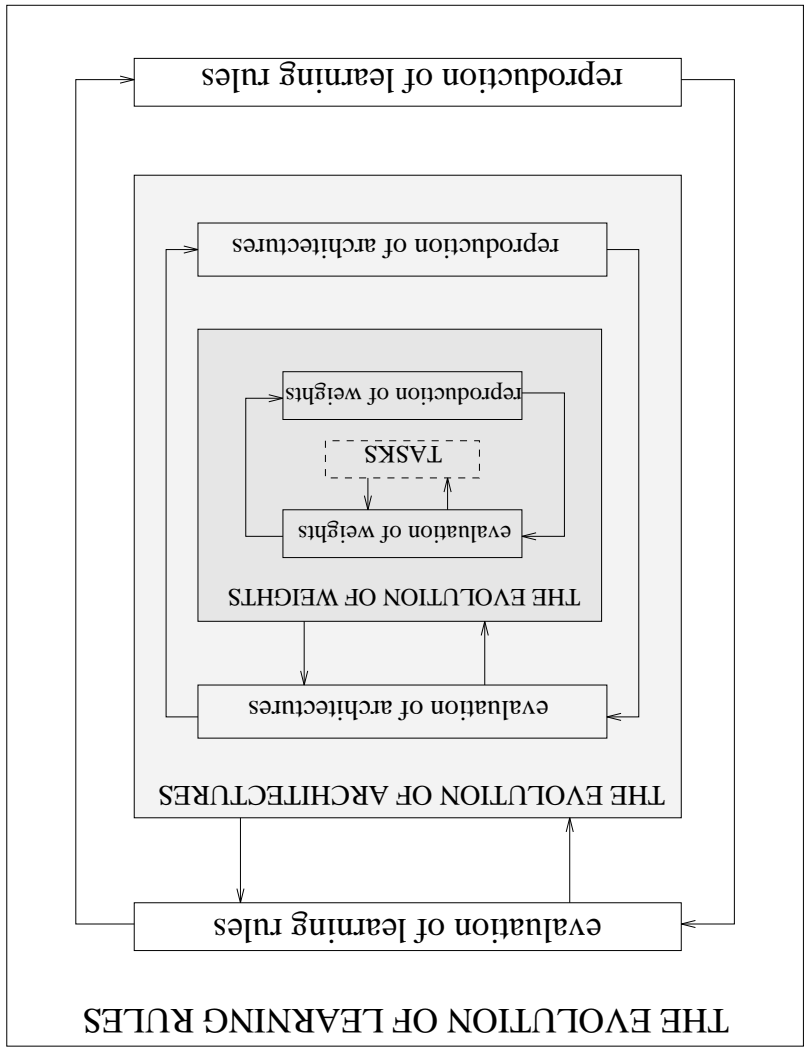 THE EVOLUTION OF LEARNING RULES
evaluation of learning rules
THE EVOLUTION OF ARCHITECTURES
evaluation of architectures
THE EVOLUTION OF WEIGHTS
evaluation of weights
TASKS
reproduction of weights
reproduction of architectures
reproduction of learning rules